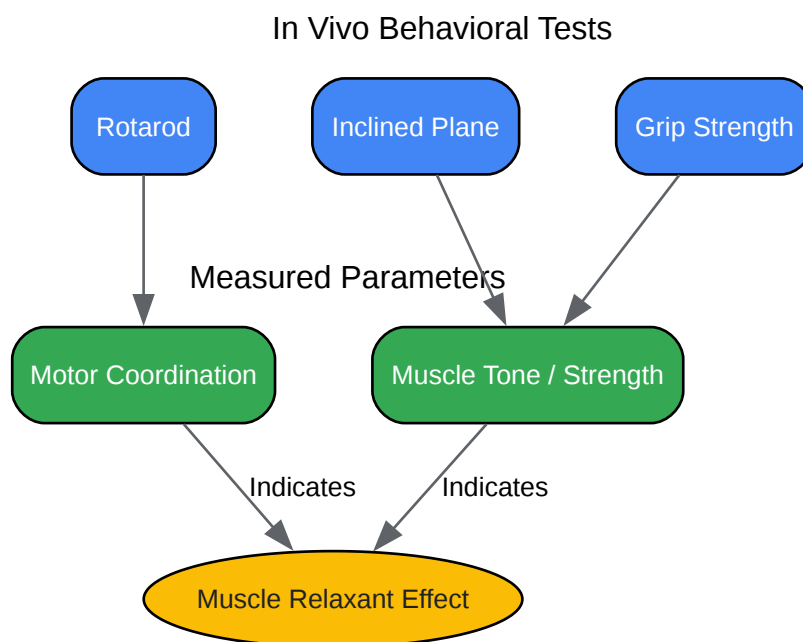 In Vivo Behavioral Tests
Rotarod
Inclined Plane
Grip Strength
Measured Parameters
Motor Coordination
Muscle Tone / Strength
Indicates
Indicates
Muscle Relaxant Effect